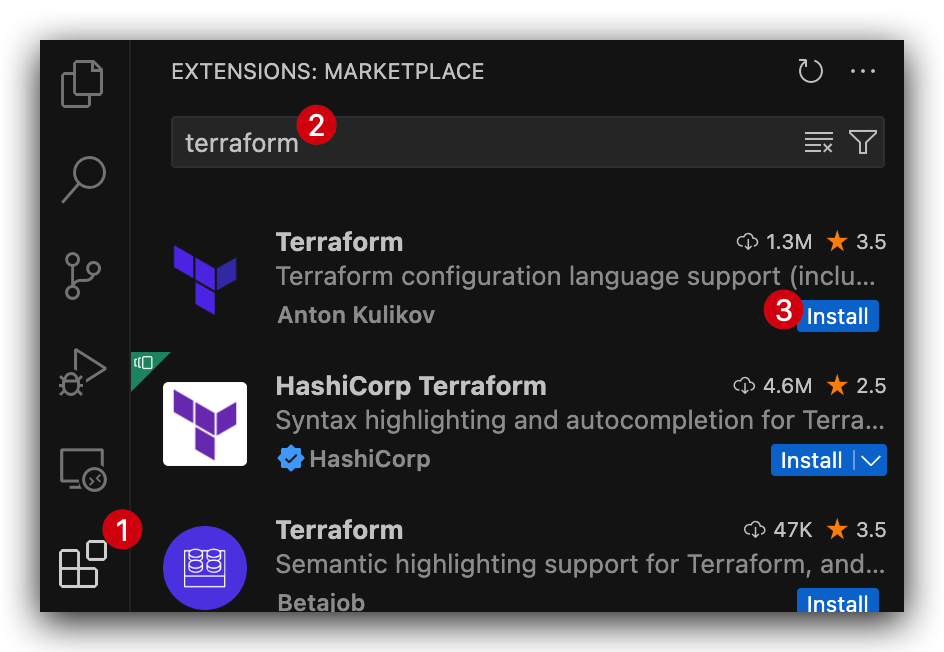 EXTENSIONS: MARKETPLACE
terraform
2
Terraform 1.3M 3.5
Terraform configuration language support (inclu...
Anton Kulikov 3 Install
HashiCorp Terraform 4.6M 2.5
Syntax highlighting and autocompletion for Terra...
HashiCorp Install
1
Terraform 47K 3.5
Semantic highlighting support for Terraform, and...
Betajob Install